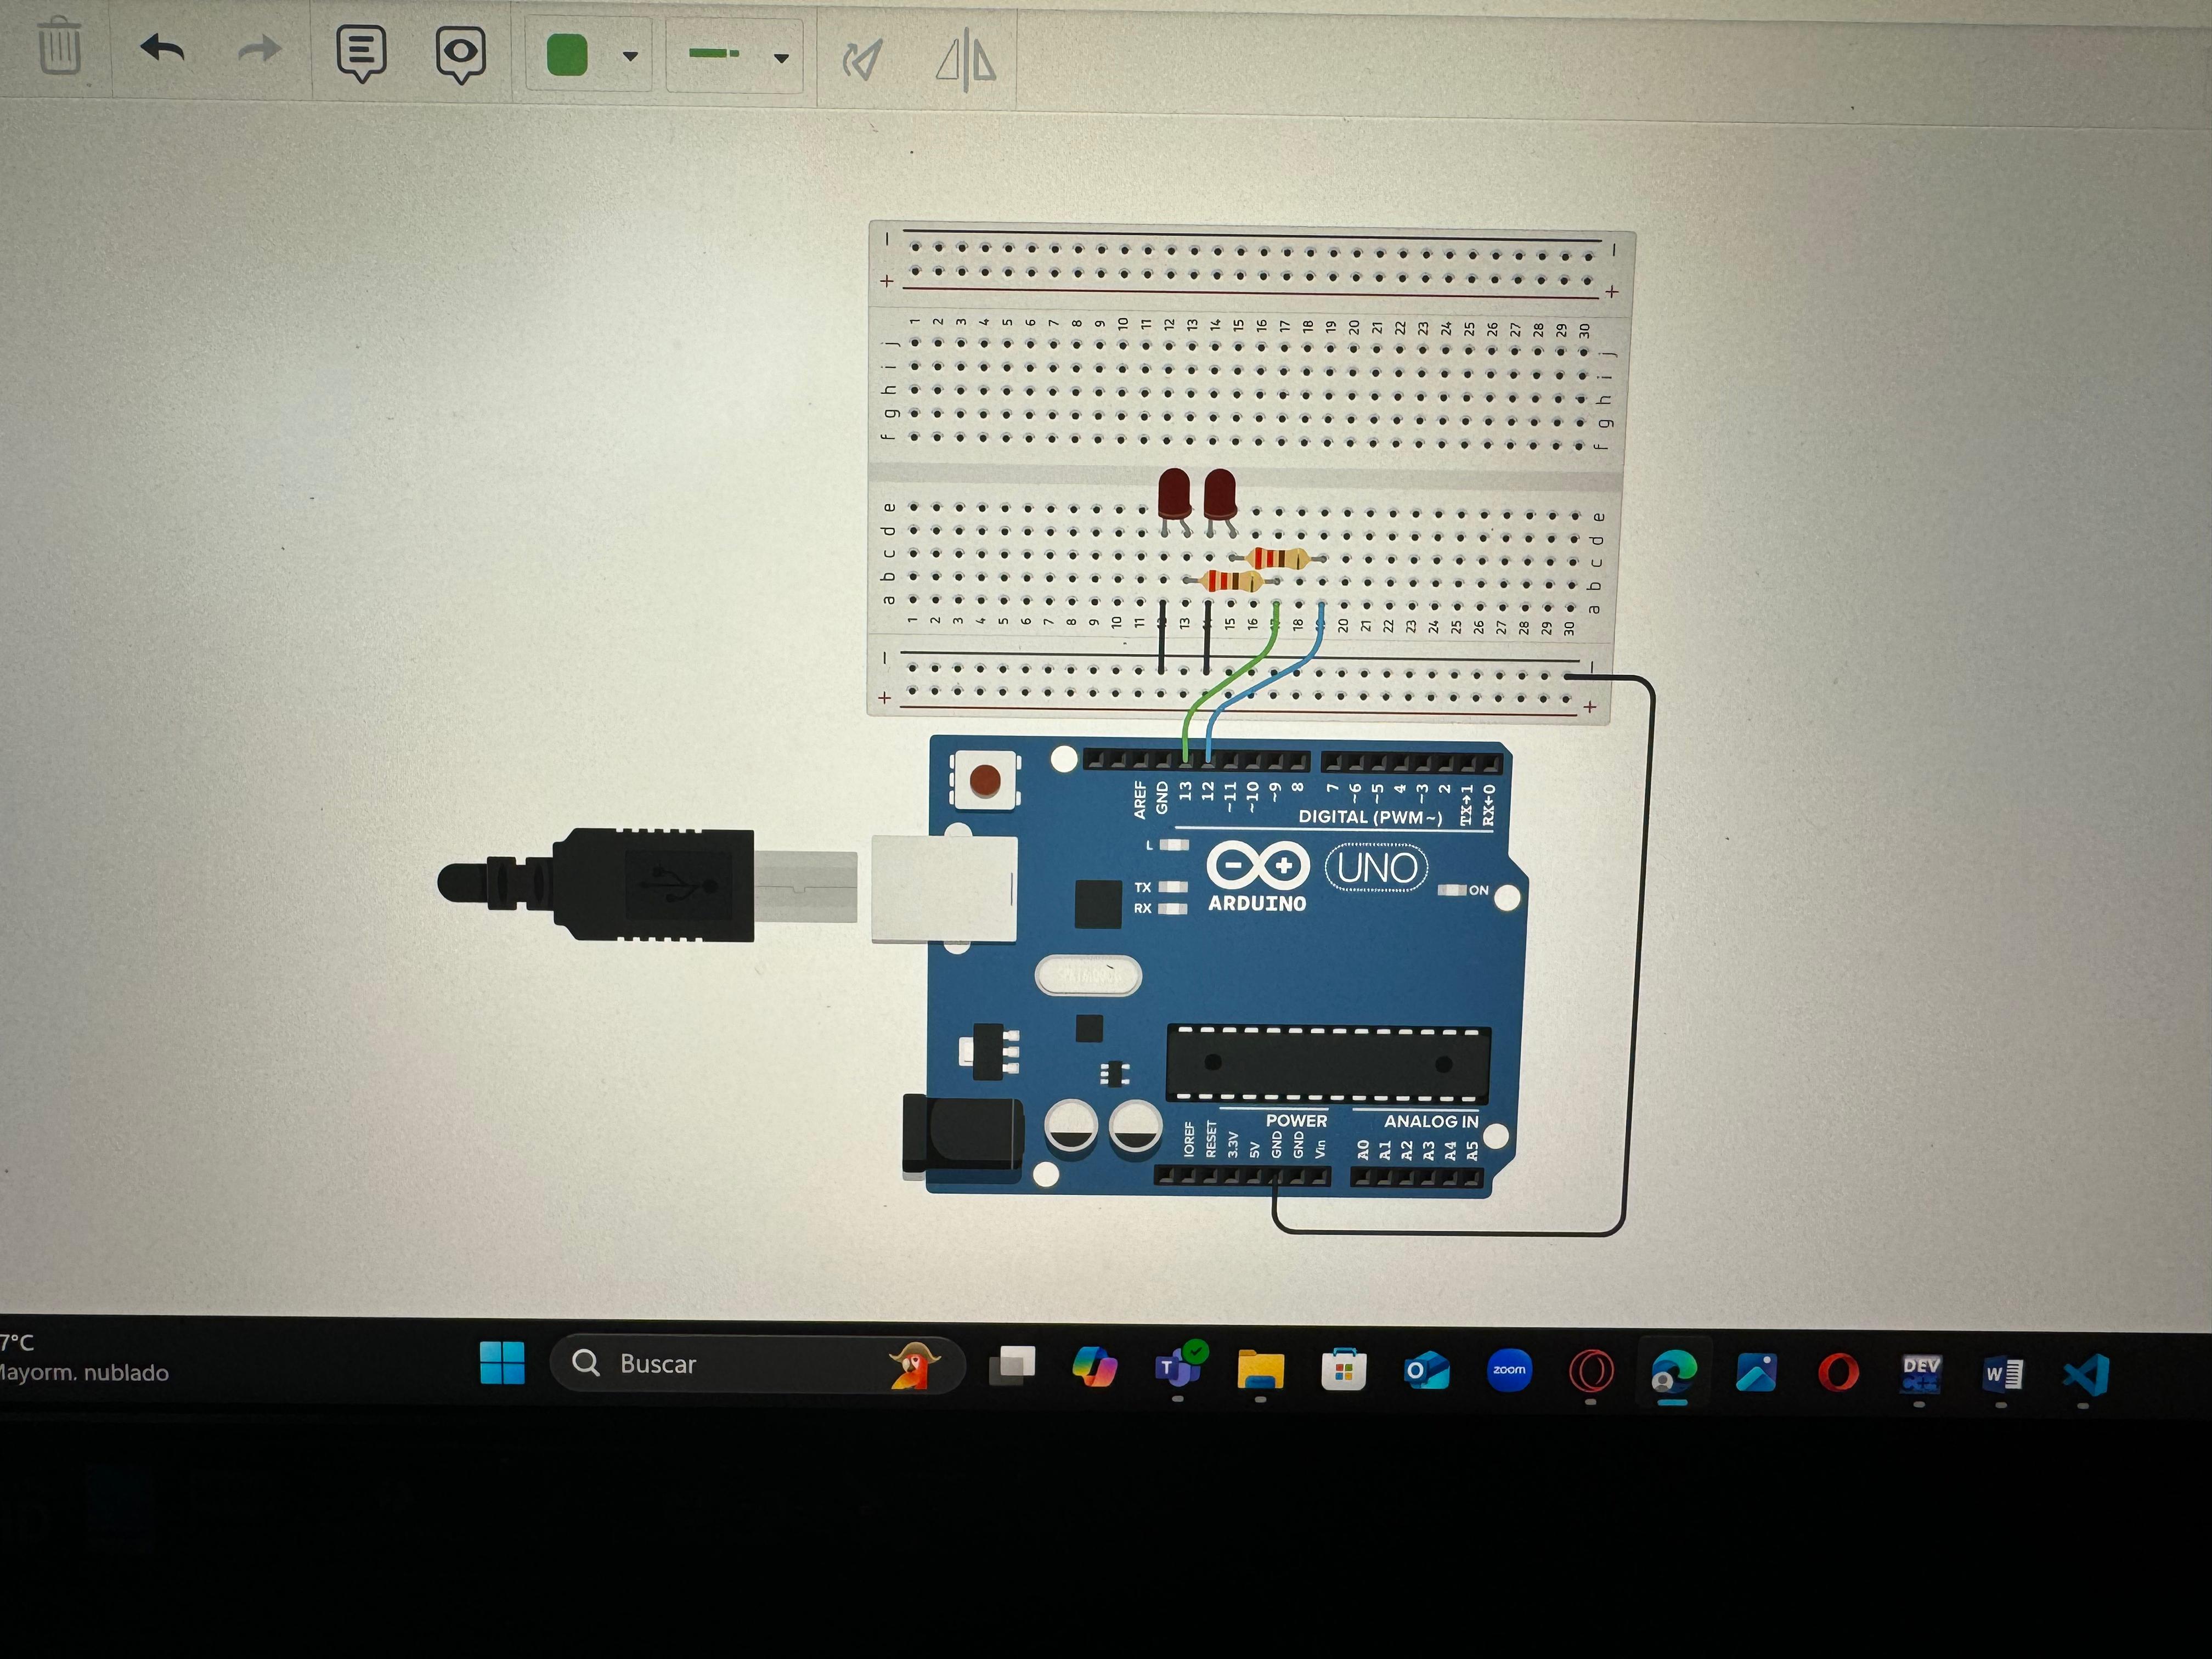 − −
+ +
1 2 3 4 5 6 7 8 9 10 11 12 13 14 15 16 17 18 19 20 21 22 23 24 25 26 27 28 29 30
j j
i i
h h
g g
f f
e e
d d
c c
b b
a a
1 2 3 4 5 6 7 8 9 10 11 13 15 16 18 20 21 22 23 24 25 26 27 28 29 30
− −
+ +
AREF GND 13 12 ~11 ~10 ~9 8 7 ~6 ~5 4 ~3 2 TX→1 RX←0
DIGITAL (PWM~)
L
UNO
TX
ON
RX
ARDUINO
POWER ANALOG IN
IOREF RESET 3.3V 5V GND GND Vin A0 A1 A2 A3 A4 A5
7°C
Mayorm. nublado
Buscar
T
O
zoom
DEV
W